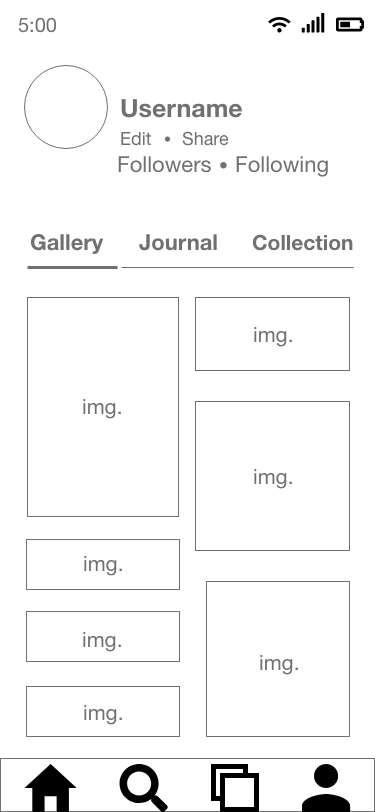 5:00
Username
Edit • Share
Followers • Following
Gallery Journal Collection
img.
img.
img.
img.
img.
img.
img.